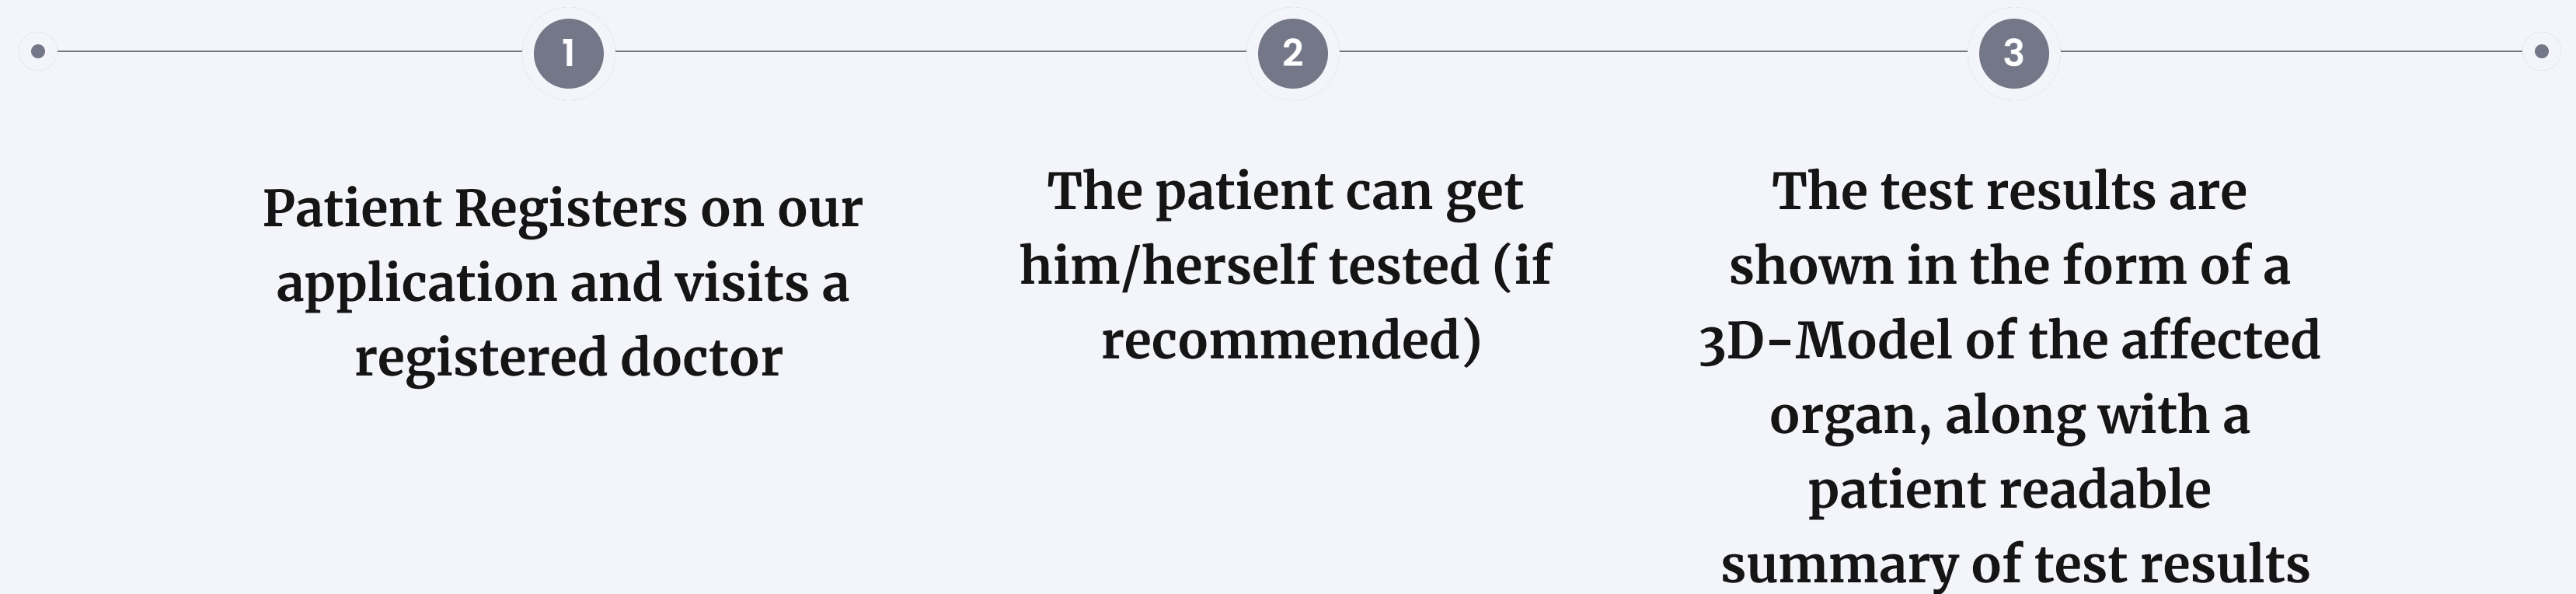 1
Patient Registers on our
application and visits a
registered doctor
2
The patient can get
him/herself tested (if
recommended)
3
The test results are
shown in the form of a
3D-Model of the affected
organ, along with a
patient readable
summary of test results